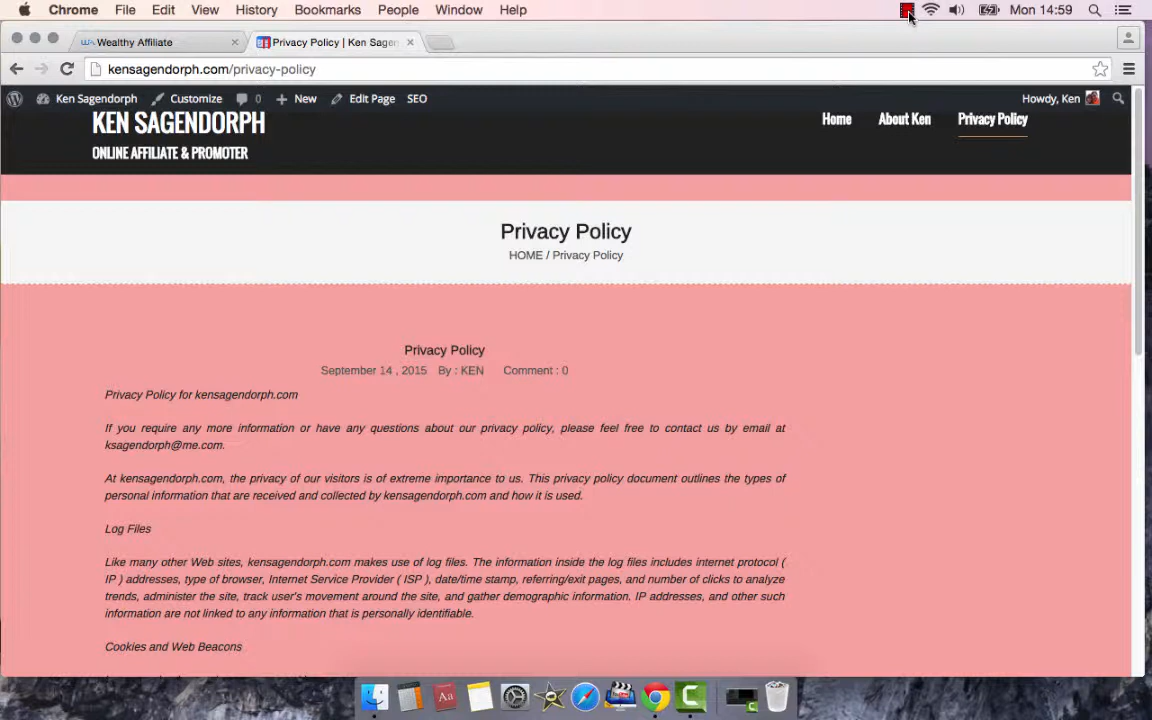 Chrome File Edit View History Bookmarks People Window Help Mon 14:59
Wealthy Affiliate Privacy Policy | Ken Sagen
kensagendorph.com/privacy-policy
Ken Sagendorph Customize 0 New Edit Page SEO Howdy, Ken
KEN SAGENDORPH
ONLINE AFFILIATE & PROMOTER
Home About Ken Privacy Policy
Privacy Policy
HOME / Privacy Policy
Privacy Policy
September 14 , 2015 By : KEN Comment : 0
Privacy Policy for kensagendorph.com
If you require any more information or have any questions about our privacy policy, please feel free to contact us by email at
ksagendorph@me.com.
At kensagendorph.com, the privacy of our visitors is of extreme importance to us. This privacy policy document outlines the types of
personal information that are received and collected by kensagendorph.com and how it is used.
Log Files
Like many other Web sites, kensagendorph.com makes use of log files. The information inside the log files includes internet protocol (
IP ) addresses, type of browser, Internet Service Provider ( ISP ), date/time stamp, referring/exit pages, and number of clicks to analyze
trends, administer the site, track user's movement around the site, and gather demographic information. IP addresses, and other such
information are not linked to any information that is personally identifiable.
Cookies and Web Beacons